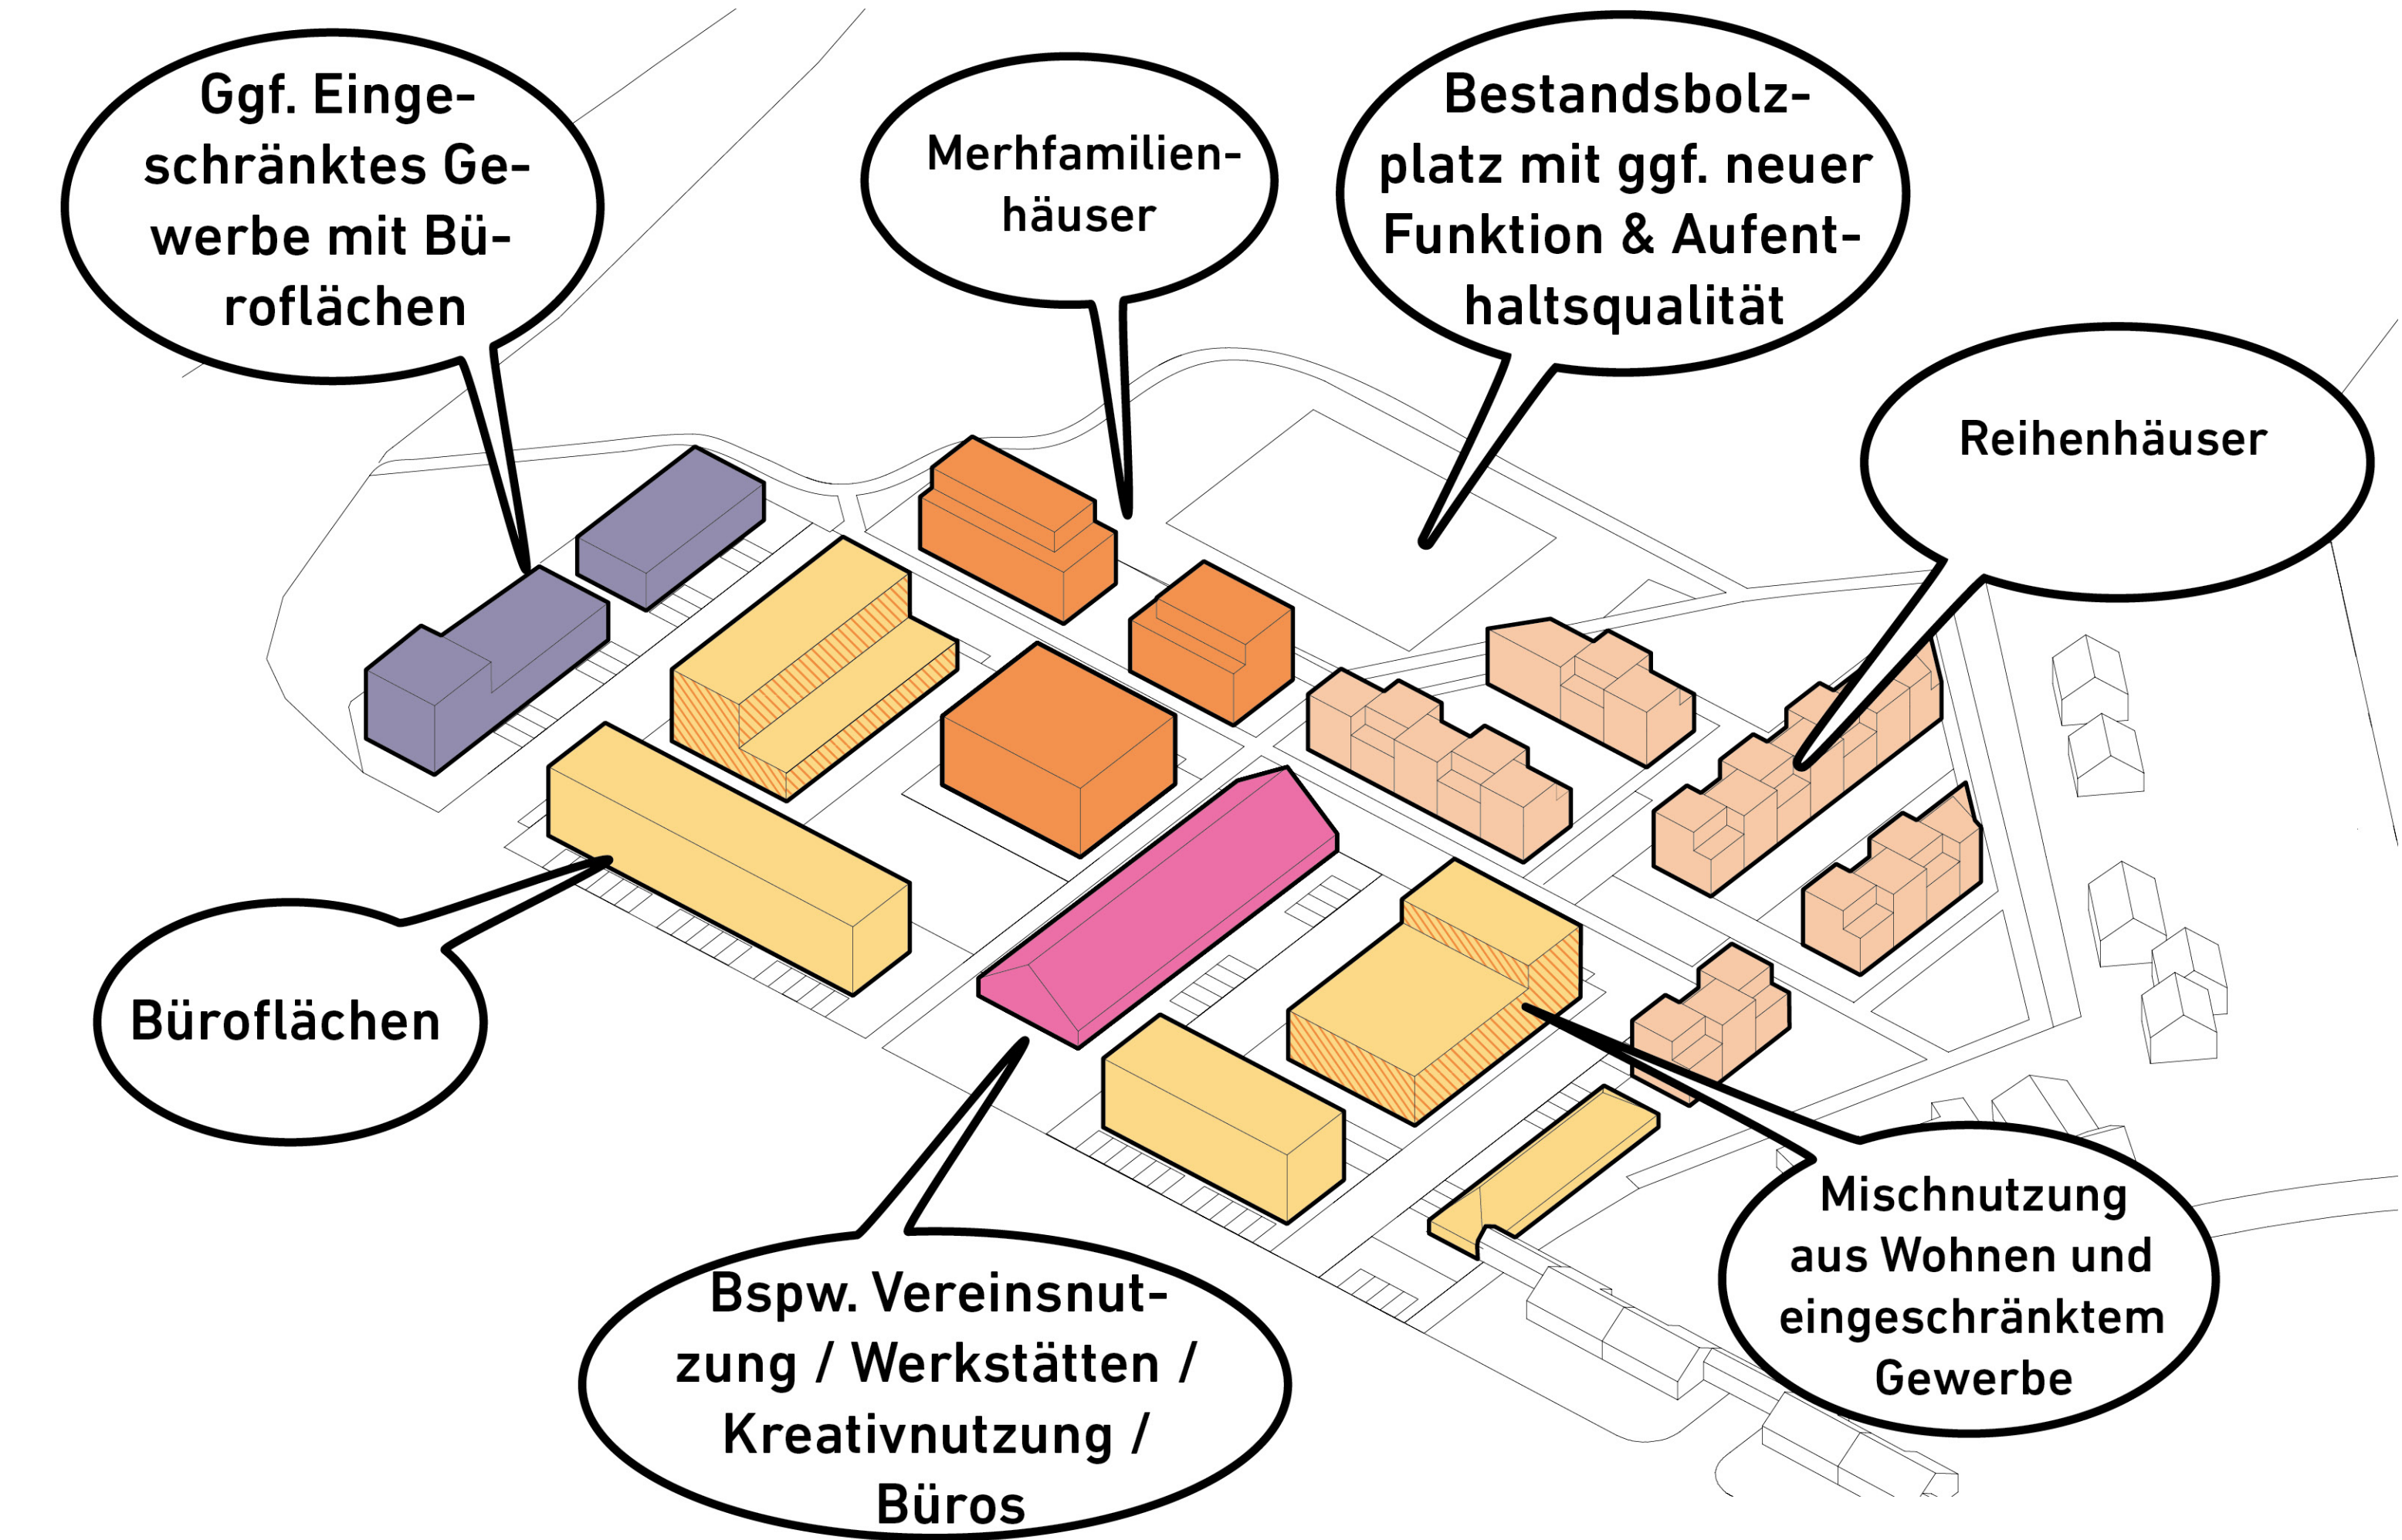 Ggf. Einge-
schränktes Ge-
werbe mit Bü-
roflächen
Merhfamilien-
häuser
Bestandsbolz-
platz mit ggf. neuer
Funktion & Aufent-
haltsqualität
Reihenhäuser
Büroflächen
Bspw. Vereinsnut-
zung / Werkstätten /
Kreativnutzung /
Büros
Mischnutzung
aus Wohnen und
eingeschränktem
Gewerbe